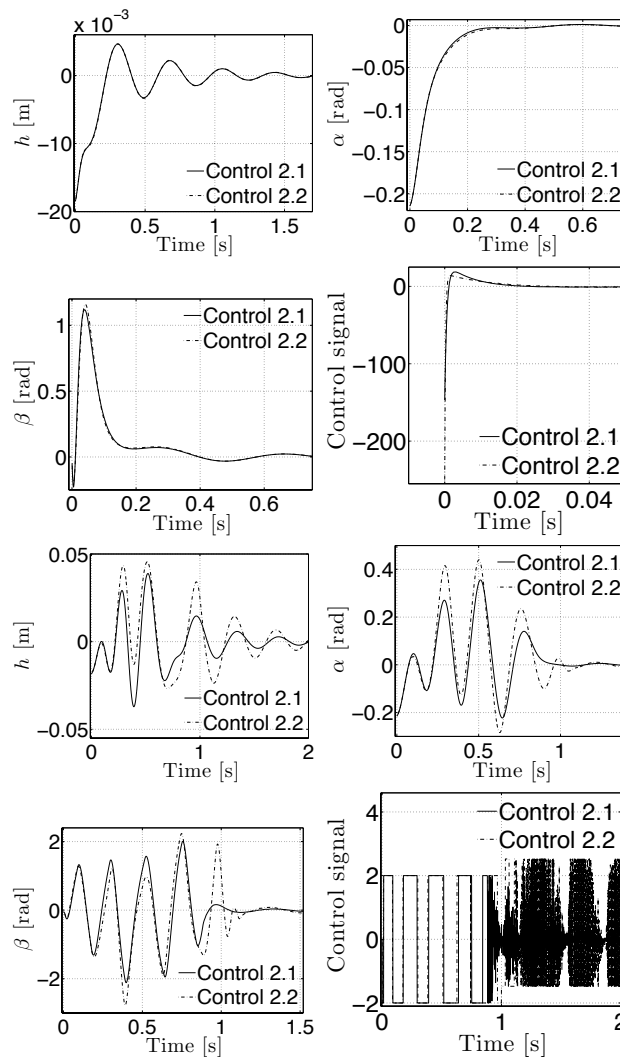 x 10⁻³
0
−10
−20
h [m]
0 0.5 1 1.5
Time [s]
Control 2.1
Control 2.2
0
−0.05
−0.1
−0.15
−0.2
α [rad]
0 0.2 0.4 0.6
Time [s]
Control 2.1
Control 2.2
1
0.5
0
β [rad]
0 0.2 0.4 0.6
Time [s]
Control 2.1
Control 2.2
0
−100
−200
Control signal
0 0.02 0.04
Time [s]
Control 2.1
Control 2.2
0.05
0
−0.05
h [m]
0 1 2
Time [s]
Control 2.1
Control 2.2
0.4
0.2
0
−0.2
α [rad]
0 0.5 1
Time [s]
Control 2.1
Control 2.2
2
0
−2
β [rad]
0 0.5 1 1.5
Time [s]
Control 2.1
Control 2.2
4
2
0
−2
Control signal
0 1 2
Time [s]
Control 2.1
Control 2.2